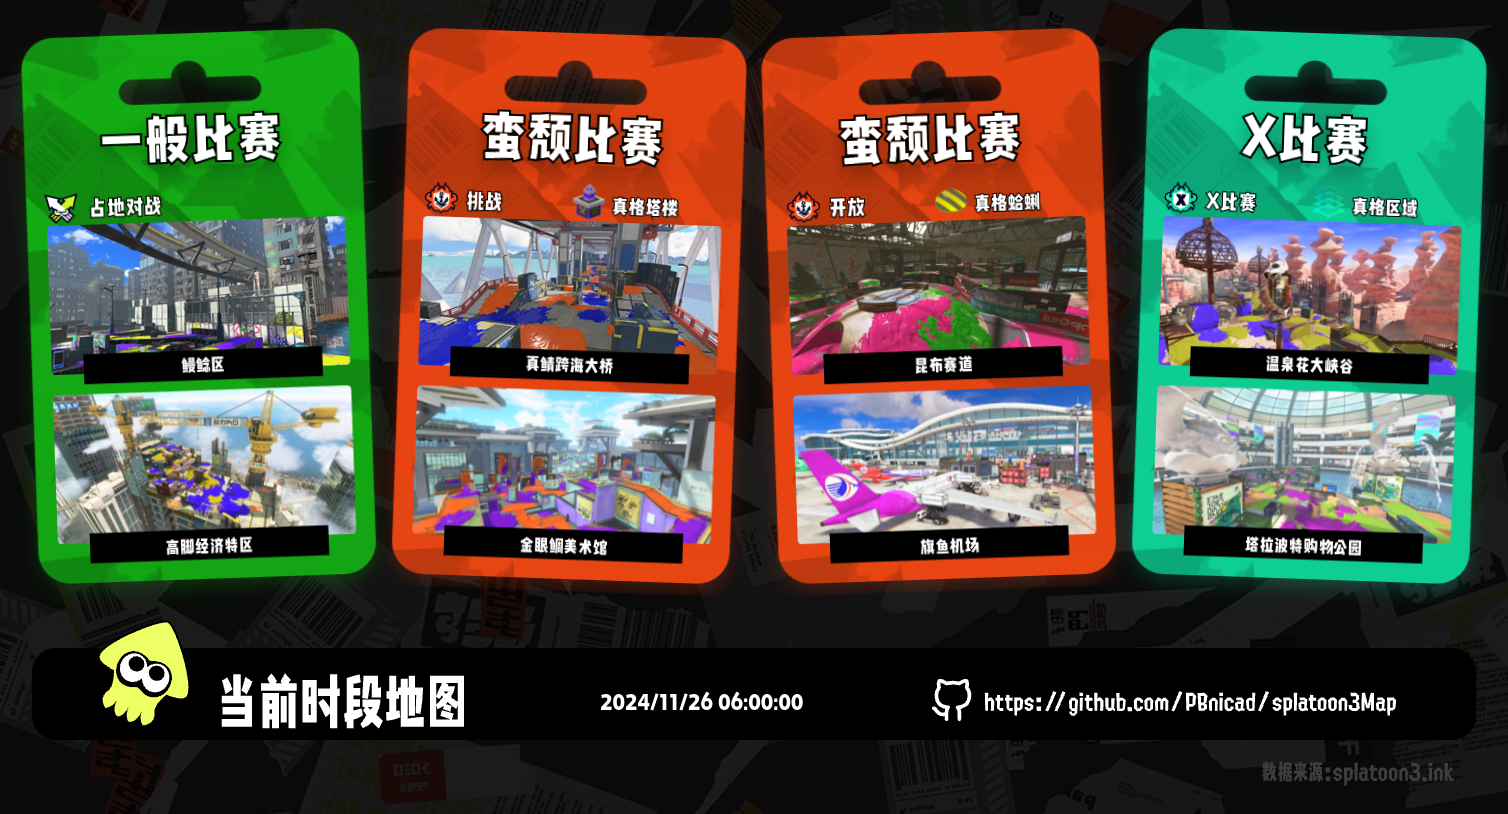 一般比赛
占地对战
鳗鲶区
高脚经济特区
蛮颓比赛
挑战
真格塔楼
真鲭跨海大桥
金眼鲷美术馆
蛮颓比赛
开放
真格蛤蜊
昆布赛道
旗鱼机场
X比赛
X比赛
真格区域
温泉花大峡谷
塔拉波特购物公园
当前时段地图
2024/11/26 06:00:00
https://github.com/PBnicad/splatoon3Map
数据来源:splatoon3.ink